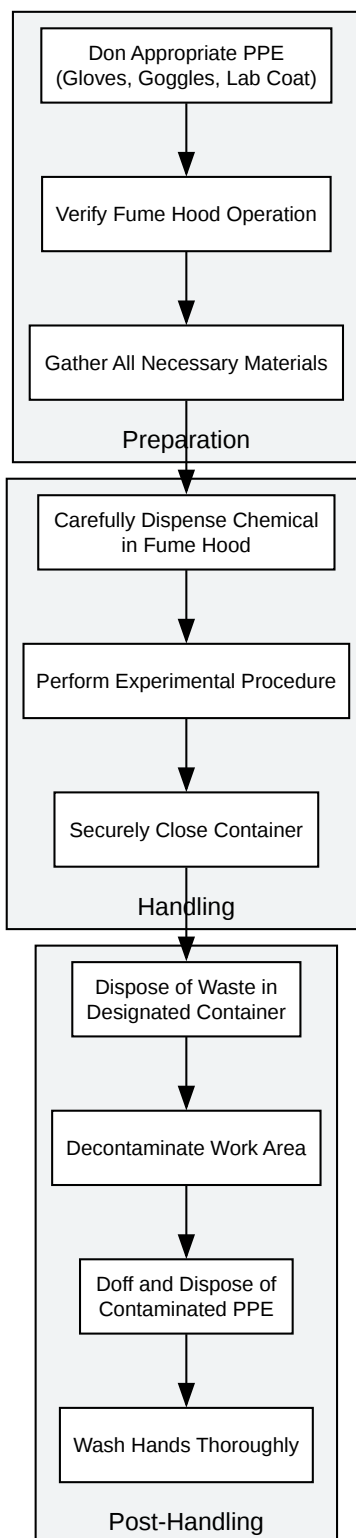 Don Appropriate PPE
(Gloves, Goggles, Lab Coat)
Verify Fume Hood Operation
Gather All Necessary Materials
Preparation
Carefully Dispense Chemical
in Fume Hood
Perform Experimental Procedure
Securely Close Container
Handling
Dispose of Waste in
Designated Container
Decontaminate Work Area
Doff and Dispose of
Contaminated PPE
Wash Hands Thoroughly
Post-Handling